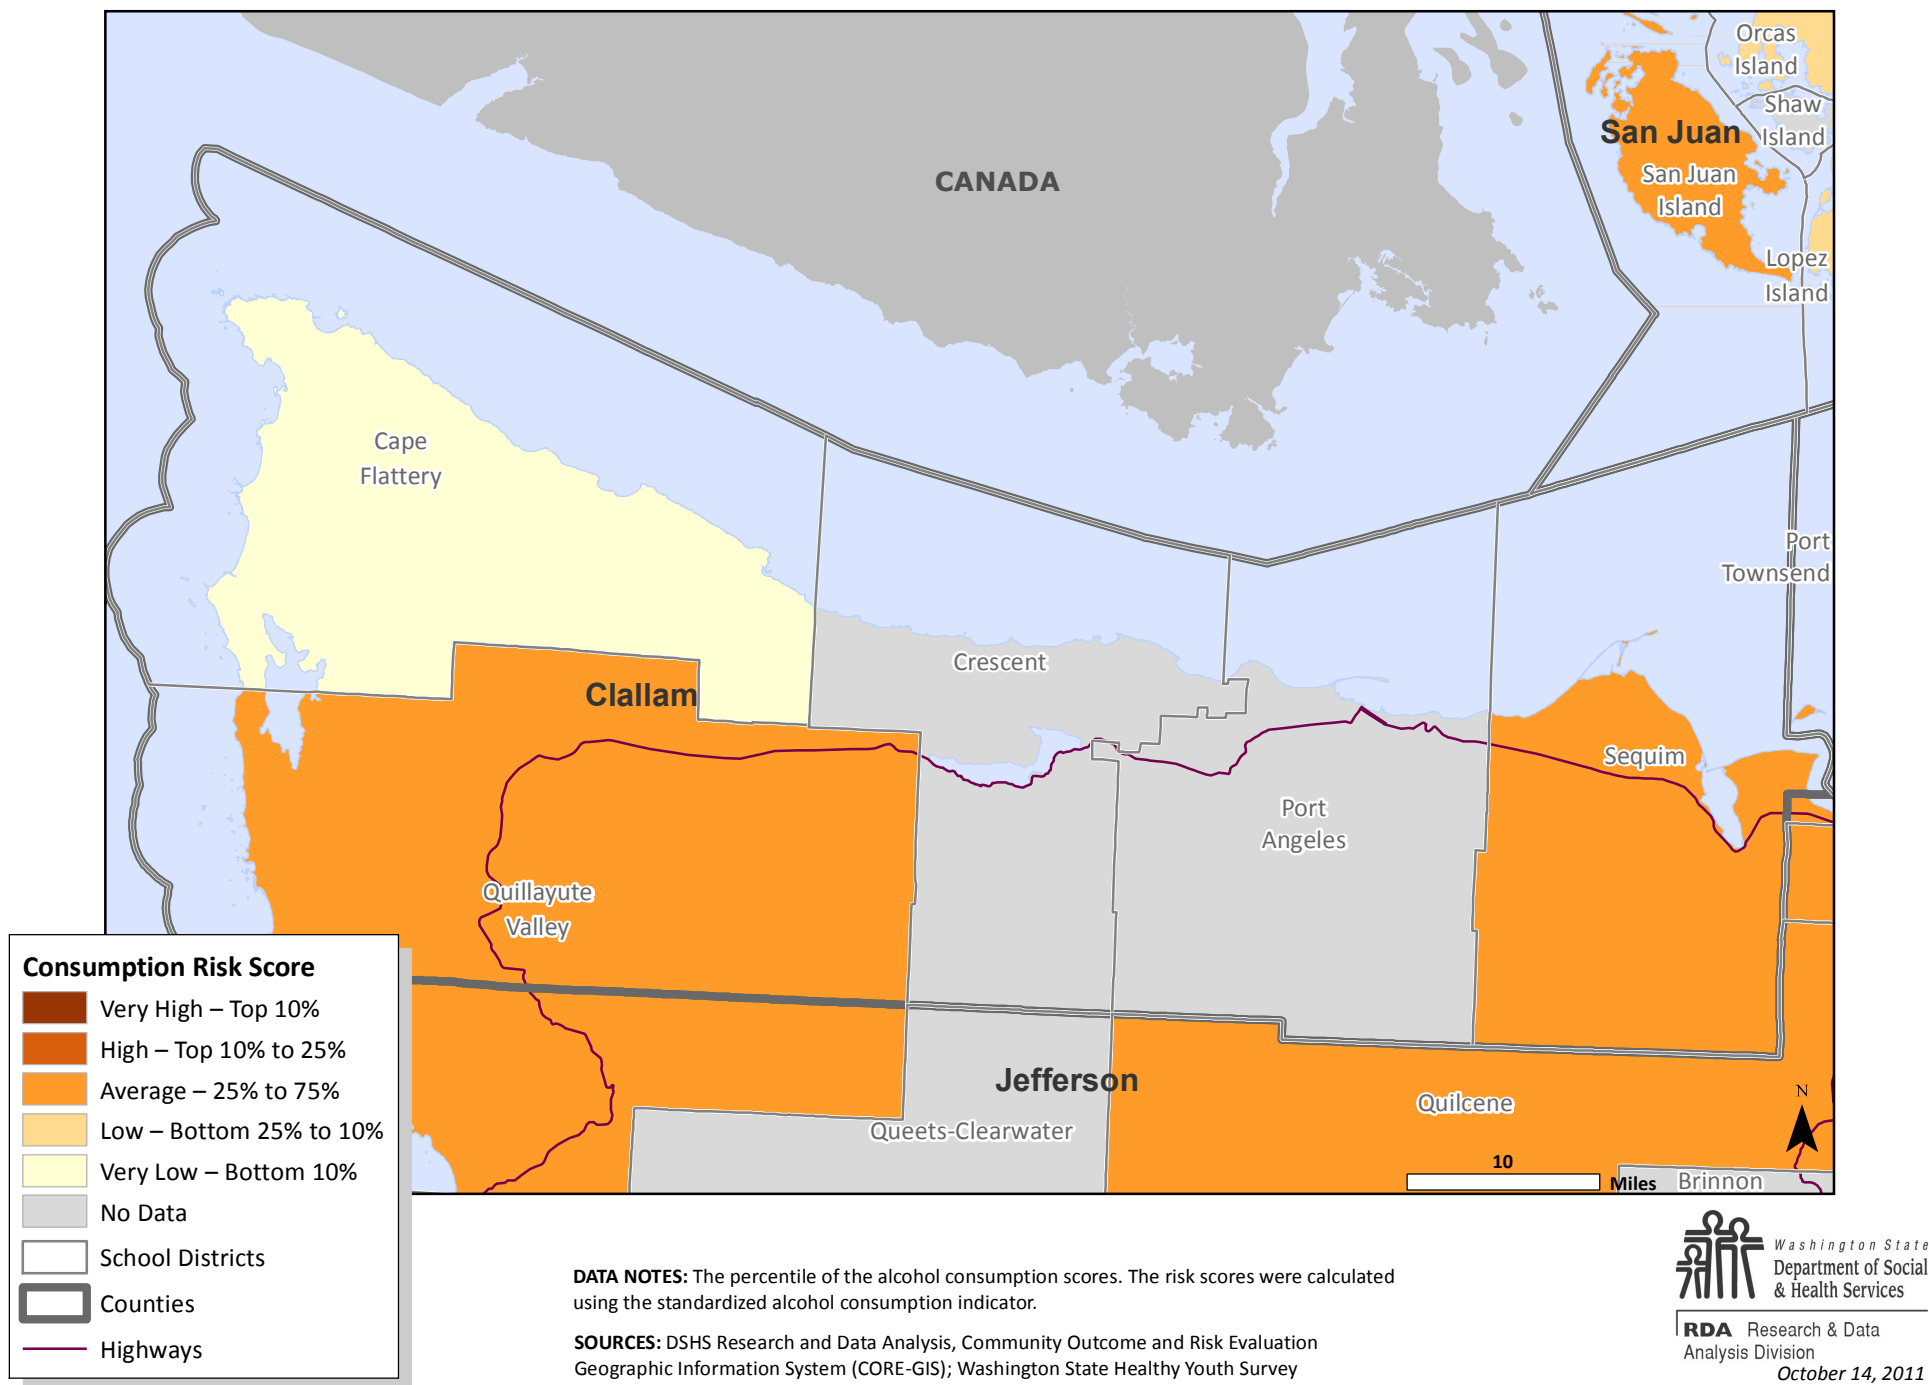 Orcas
Island
Shaw
Island
San Juan
San Juan
Island
Lopez
Island
CANADA
Cape
Flattery
Port
Townsend
Crescent
Clallam
Sequim
Port
Angeles
Quillayute
Valley
Jefferson
Quilcene
Queets-Clearwater
Brinnon
N
10
Miles
Consumption Risk Score
Very High – Top 10%
High – Top 10% to 25%
Average – 25% to 75%
Low – Bottom 25% to 10%
Very Low – Bottom 10%
No Data
School Districts
Counties
Highways
DATA NOTES: The percentile of the alcohol consumption scores. The risk scores were calculated
using the standardized alcohol consumption indicator.
SOURCES: DSHS Research and Data Analysis, Community Outcome and Risk Evaluation
Geographic Information System (CORE-GIS); Washington State Healthy Youth Survey
Washington State
Department of Social
& Health Services
RDA Research & Data
Analysis Division
October 14, 2011